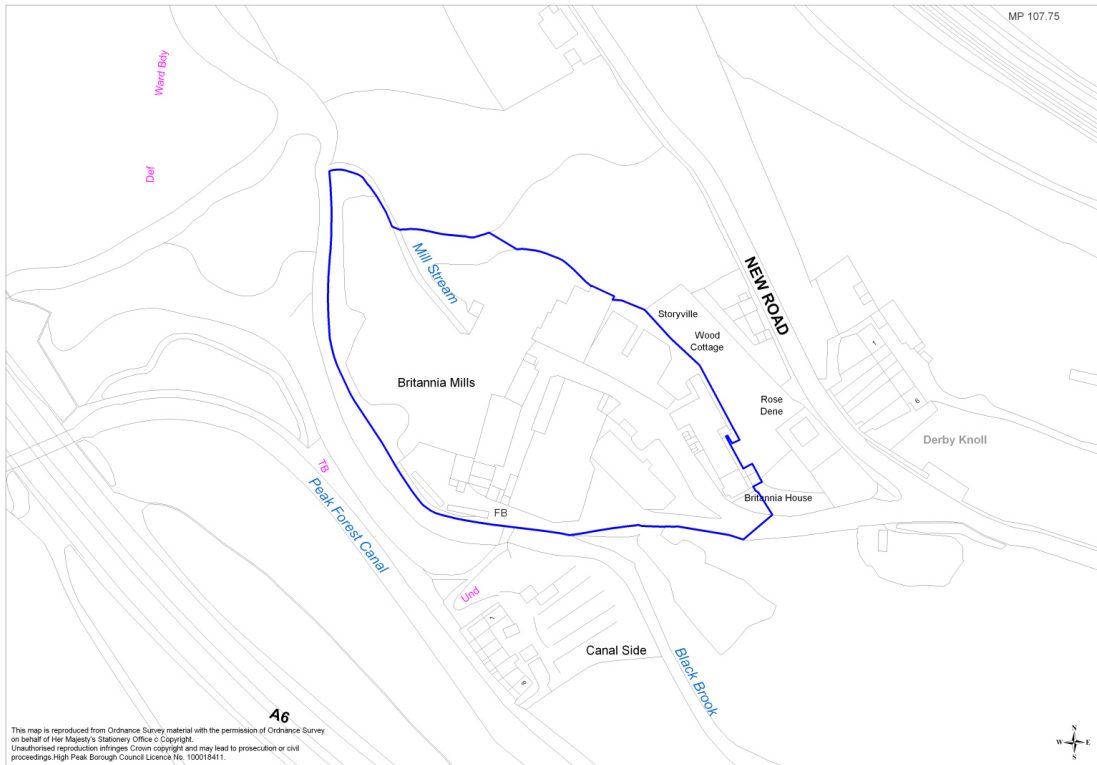 MP 107.75
Ward Bdy
Def
Mill Stream
NEW ROAD
Storyville
Wood
Cottage
1
Britannia Mills
Rose
Dene
6
Derby Knoll
TB
Peak Forest Canal
Britannia House
FB
Und
1
Canal Side
Black Brook
8
A6
This map is reproduced from Ordnance Survey material with the permission of Ordnance Survey
on behalf of Her Majesty's Stationery Office c Copyright.
Unauthorised reproduction infringes Crown copyright and may lead to prosecution or civil
proceedings.High Peak Borough Council Licence No. 100018411.
N
W E
S